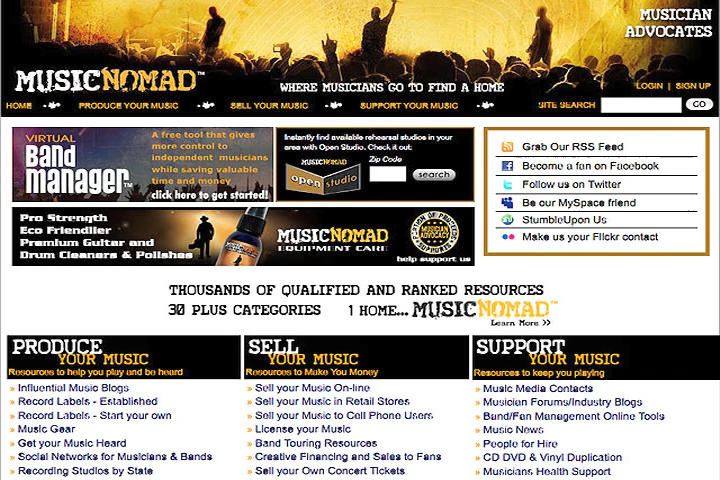 MUSICIAN
ADVOCATES
MUSICNOMAD™
WHERE MUSICIANS GO TO FIND A HOME
LOGIN | SIGN UP
HOME PRODUCE YOUR MUSIC SELL YOUR MUSIC SUPPORT YOUR MUSIC SITE SEARCH GO
VIRTUAL
Band
manager™
A free tool that gives
more control to
independent musicians
while saving valuable
time and money
click here to get started!
Instantly find available rehearsal studios in your
area with Open Studio. Check it out:
MUSICNOMAD
open studio
Zip Code
search
Grab Our RSS Feed
Become a fan on Facebook
Follow us on Twitter
Be our MySpace friend
StumbleUpon Us
Make us your Flickr contact
Pro Strength
Eco Friendlier
Premium Guitar and
Drum Cleaners & Polishes
MUSICNOMAD
EQUIPMENT CARE
MUSICIAN
ADVOCACY
help support us
THOUSANDS OF QUALIFIED AND RANKED RESOURCES
30 PLUS CATEGORIES 1 HOME... MUSICNOMAD™
Learn More >>
PRODUCE
YOUR MUSIC
Resources to help you play and be heard
» Influential Music Blogs
» Record Labels - Established
» Record Labels - Start your own
» Music Gear
» Get your Music Heard
» Social Networks for Musicians & Bands
» Recording Studios by State
SELL
YOUR MUSIC
Resources to Make You Money
» Sell your Music On-line
» Sell your Music in Retail Stores
» Sell your Music to Cell Phone Users
» License your Music
» Band Touring Resources
» Creative Financing and Sales to Fans
» Sell your Own Concert Tickets
SUPPORT
YOUR MUSIC
Resources to keep you playing
» Music Media Contacts
» Musician Forums/Industry Blogs
» Band/Fan Management Online Tools
» Music News
» People for Hire
» CD DVD & Vinyl Duplication
» Musicians Health Support